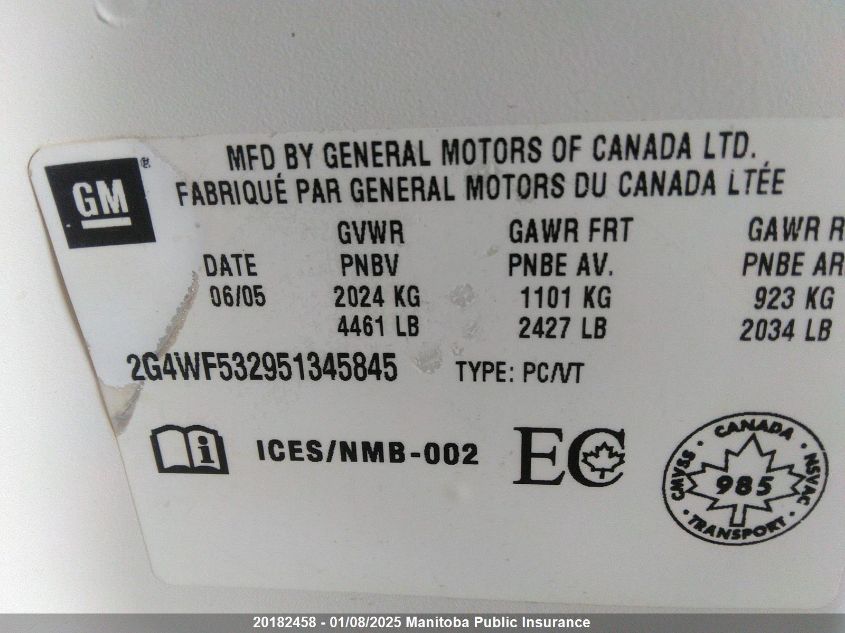 GM ®
MFD BY GENERAL MOTORS OF CANADA LTD.
FABRIQUÉ PAR GENERAL MOTORS DU CANADA LTÉE
GVWR GAWR FRT GAWR R
DATE PNBV PNBE AV. PNBE AR
06/05 2024 KG 1101 KG 923 KG
4461 LB 2427 LB 2034 LB
2G4WF532951345845 TYPE: PC/VT
i ICES/NMB-002 EC
CANADA
CMVSS 985 NSVAC
TRANSPORT
20182458 - 01/08/2025 Manitoba Public Insurance